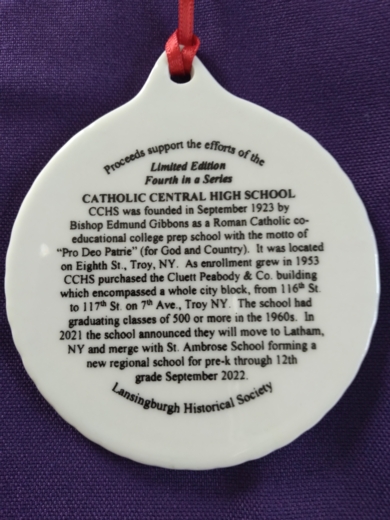 Proceeds support the efforts of the
Limited Edition
Fourth in a Series
CATHOLIC CENTRAL HIGH SCHOOL
CCHS was founded in September 1923 by
Bishop Edmund Gibbons as a Roman Catholic co-
educational college prep school with the motto of
"Pro Deo Patrie" (for God and Country). It was located
on Eighth St., Troy, NY. As enrollment grew in 1953
CCHS purchased the Cluett Peabody & Co. building
which encompassed a whole city block, from 116th St.
to 117th St. on 7th Ave., Troy NY. The school had
graduating classes of 500 or more in the 1960s. In
2021 the school announced they will move to Latham,
NY and merge with St. Ambrose School forming a
new regional school for pre-k through 12th
grade September 2022.
Lansingburgh Historical Society